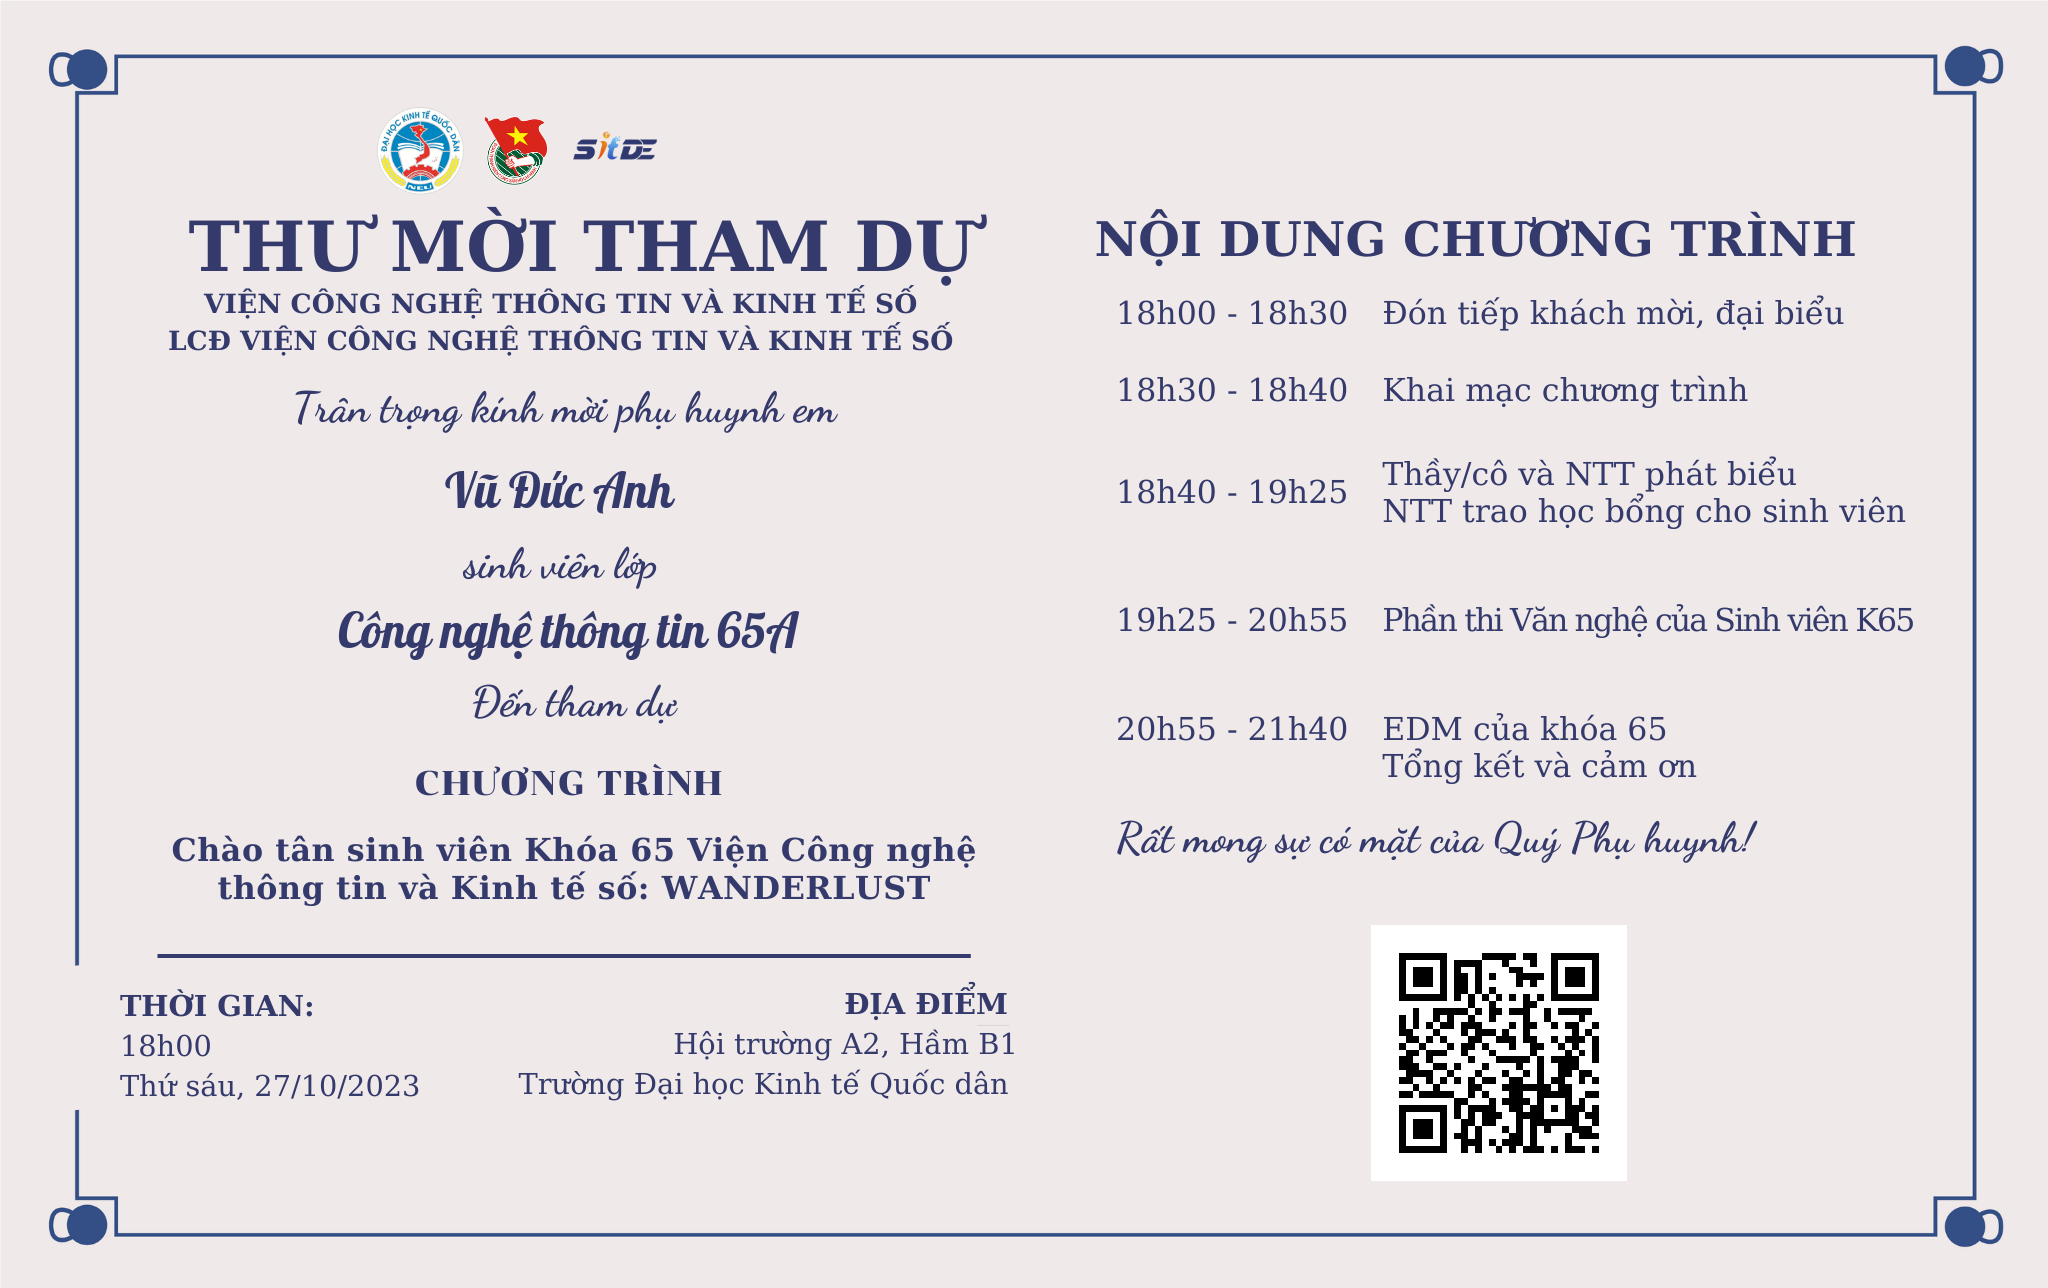 ĐẠI HỌC KINH TẾ QUỐC DÂN
NEU
SitDE
THƯ MỜI THAM DỰ
VIỆN CÔNG NGHỆ THÔNG TIN VÀ KINH TẾ SỐ
LCĐ VIỆN CÔNG NGHỆ THÔNG TIN VÀ KINH TẾ SỐ
Trân trọng kính mời phụ huynh em
Vũ Đức Anh
sinh viên lớp
Công nghệ thông tin 65A
Đến tham dự
CHƯƠNG TRÌNH
Chào tân sinh viên Khóa 65 Viện Công nghệ
thông tin và Kinh tế số: WANDERLUST
THỜI GIAN:
18h00
Thứ sáu, 27/10/2023
ĐỊA ĐIỂM
Hội trường A2, Hầm B1
Trường Đại học Kinh tế Quốc dân
NỘI DUNG CHƯƠNG TRÌNH
18h00 - 18h30 Đón tiếp khách mời, đại biểu
18h30 - 18h40 Khai mạc chương trình
18h40 - 19h25 Thầy/cô và NTT phát biểu
NTT trao học bổng cho sinh viên
19h25 - 20h55 Phần thi Văn nghệ của Sinh viên K65
20h55 - 21h40 EDM của khóa 65
Tổng kết và cảm ơn
Rất mong sự có mặt của Quý Phụ huynh!